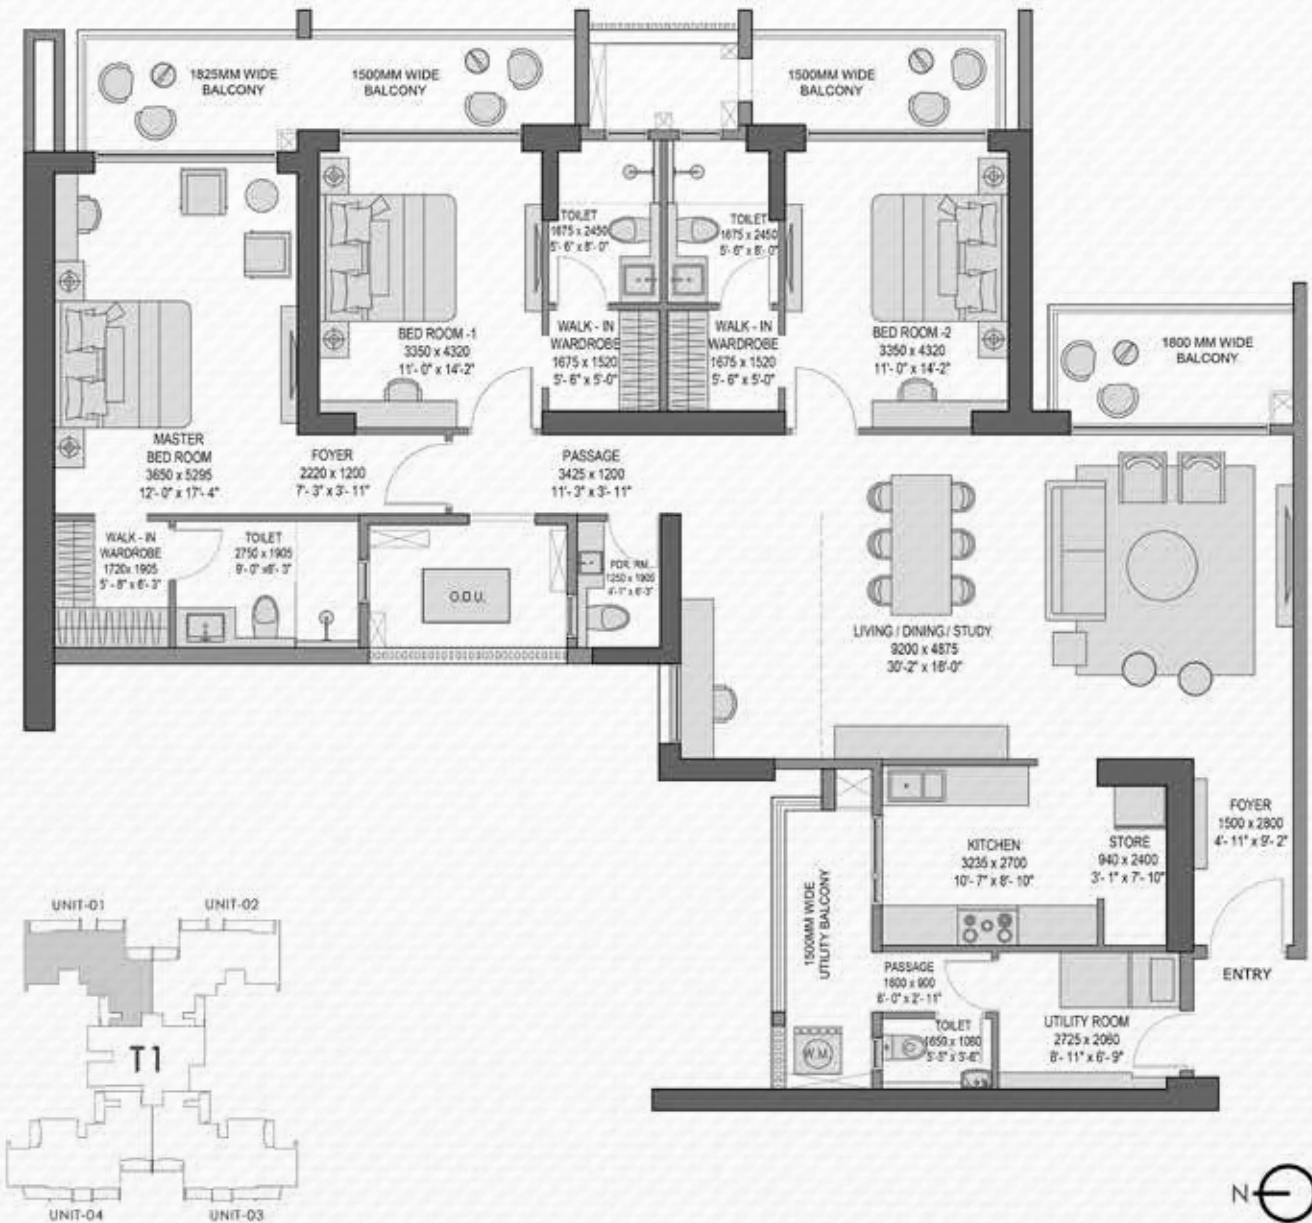 1825MM WIDE
BALCONY
1500MM WIDE
BALCONY
1500MM WIDE
BALCONY
TOILET
1675 x 2450
5'- 6" x 8'- 0"
TOILET
1675 x 2450
5'- 6" x 8'- 0"
BED ROOM -1
3350 x 4320
11'- 0" x 14'-2"
WALK - IN
WARDROBE
1675 x 1520
5'- 6" x 5'-0"
WALK - IN
WARDROBE
1675 x 1520
5'- 6" x 5'-0"
BED ROOM -2
3350 x 4320
11'- 0" x 14'-2"
1800 MM WIDE
BALCONY
MASTER
BED ROOM
3650 x 5295
12'- 0" x 17'- 4"
FOYER
2220 x 1200
7'- 3" x 3'- 11"
PASSAGE
3425 x 1200
11'- 3" x 3'- 11"
WALK - IN
WARDROBE
1720x 1905
5' - 8" x 6'- 3"
TOILET
2750 x 1905
9'- 0" x6'- 3"
O.D.U.
PDR. RM.
1250 x 1905
4'-1" x 6'-3"
LIVING / DINING / STUDY
9200 x 4875
30'-2" x 16'-0"
FOYER
1500 x 2800
4'- 11" x 9'- 2"
KITCHEN
3235 x 2700
10'- 7" x 8'- 10"
STORE
940 x 2400
3'- 1" x 7'- 10"
1500MM WIDE
UTILITY BALCONY
PASSAGE
1800 x 900
6'- 0" x 2'- 11"
ENTRY
TOILET
1650 x 1080
5'-5" x 3'-6"
UTILITY ROOM
2725 x 2060
8'- 11" x 6'- 9"
W.M.
UNIT-01
UNIT-02
T1
UNIT-04
UNIT-03
N